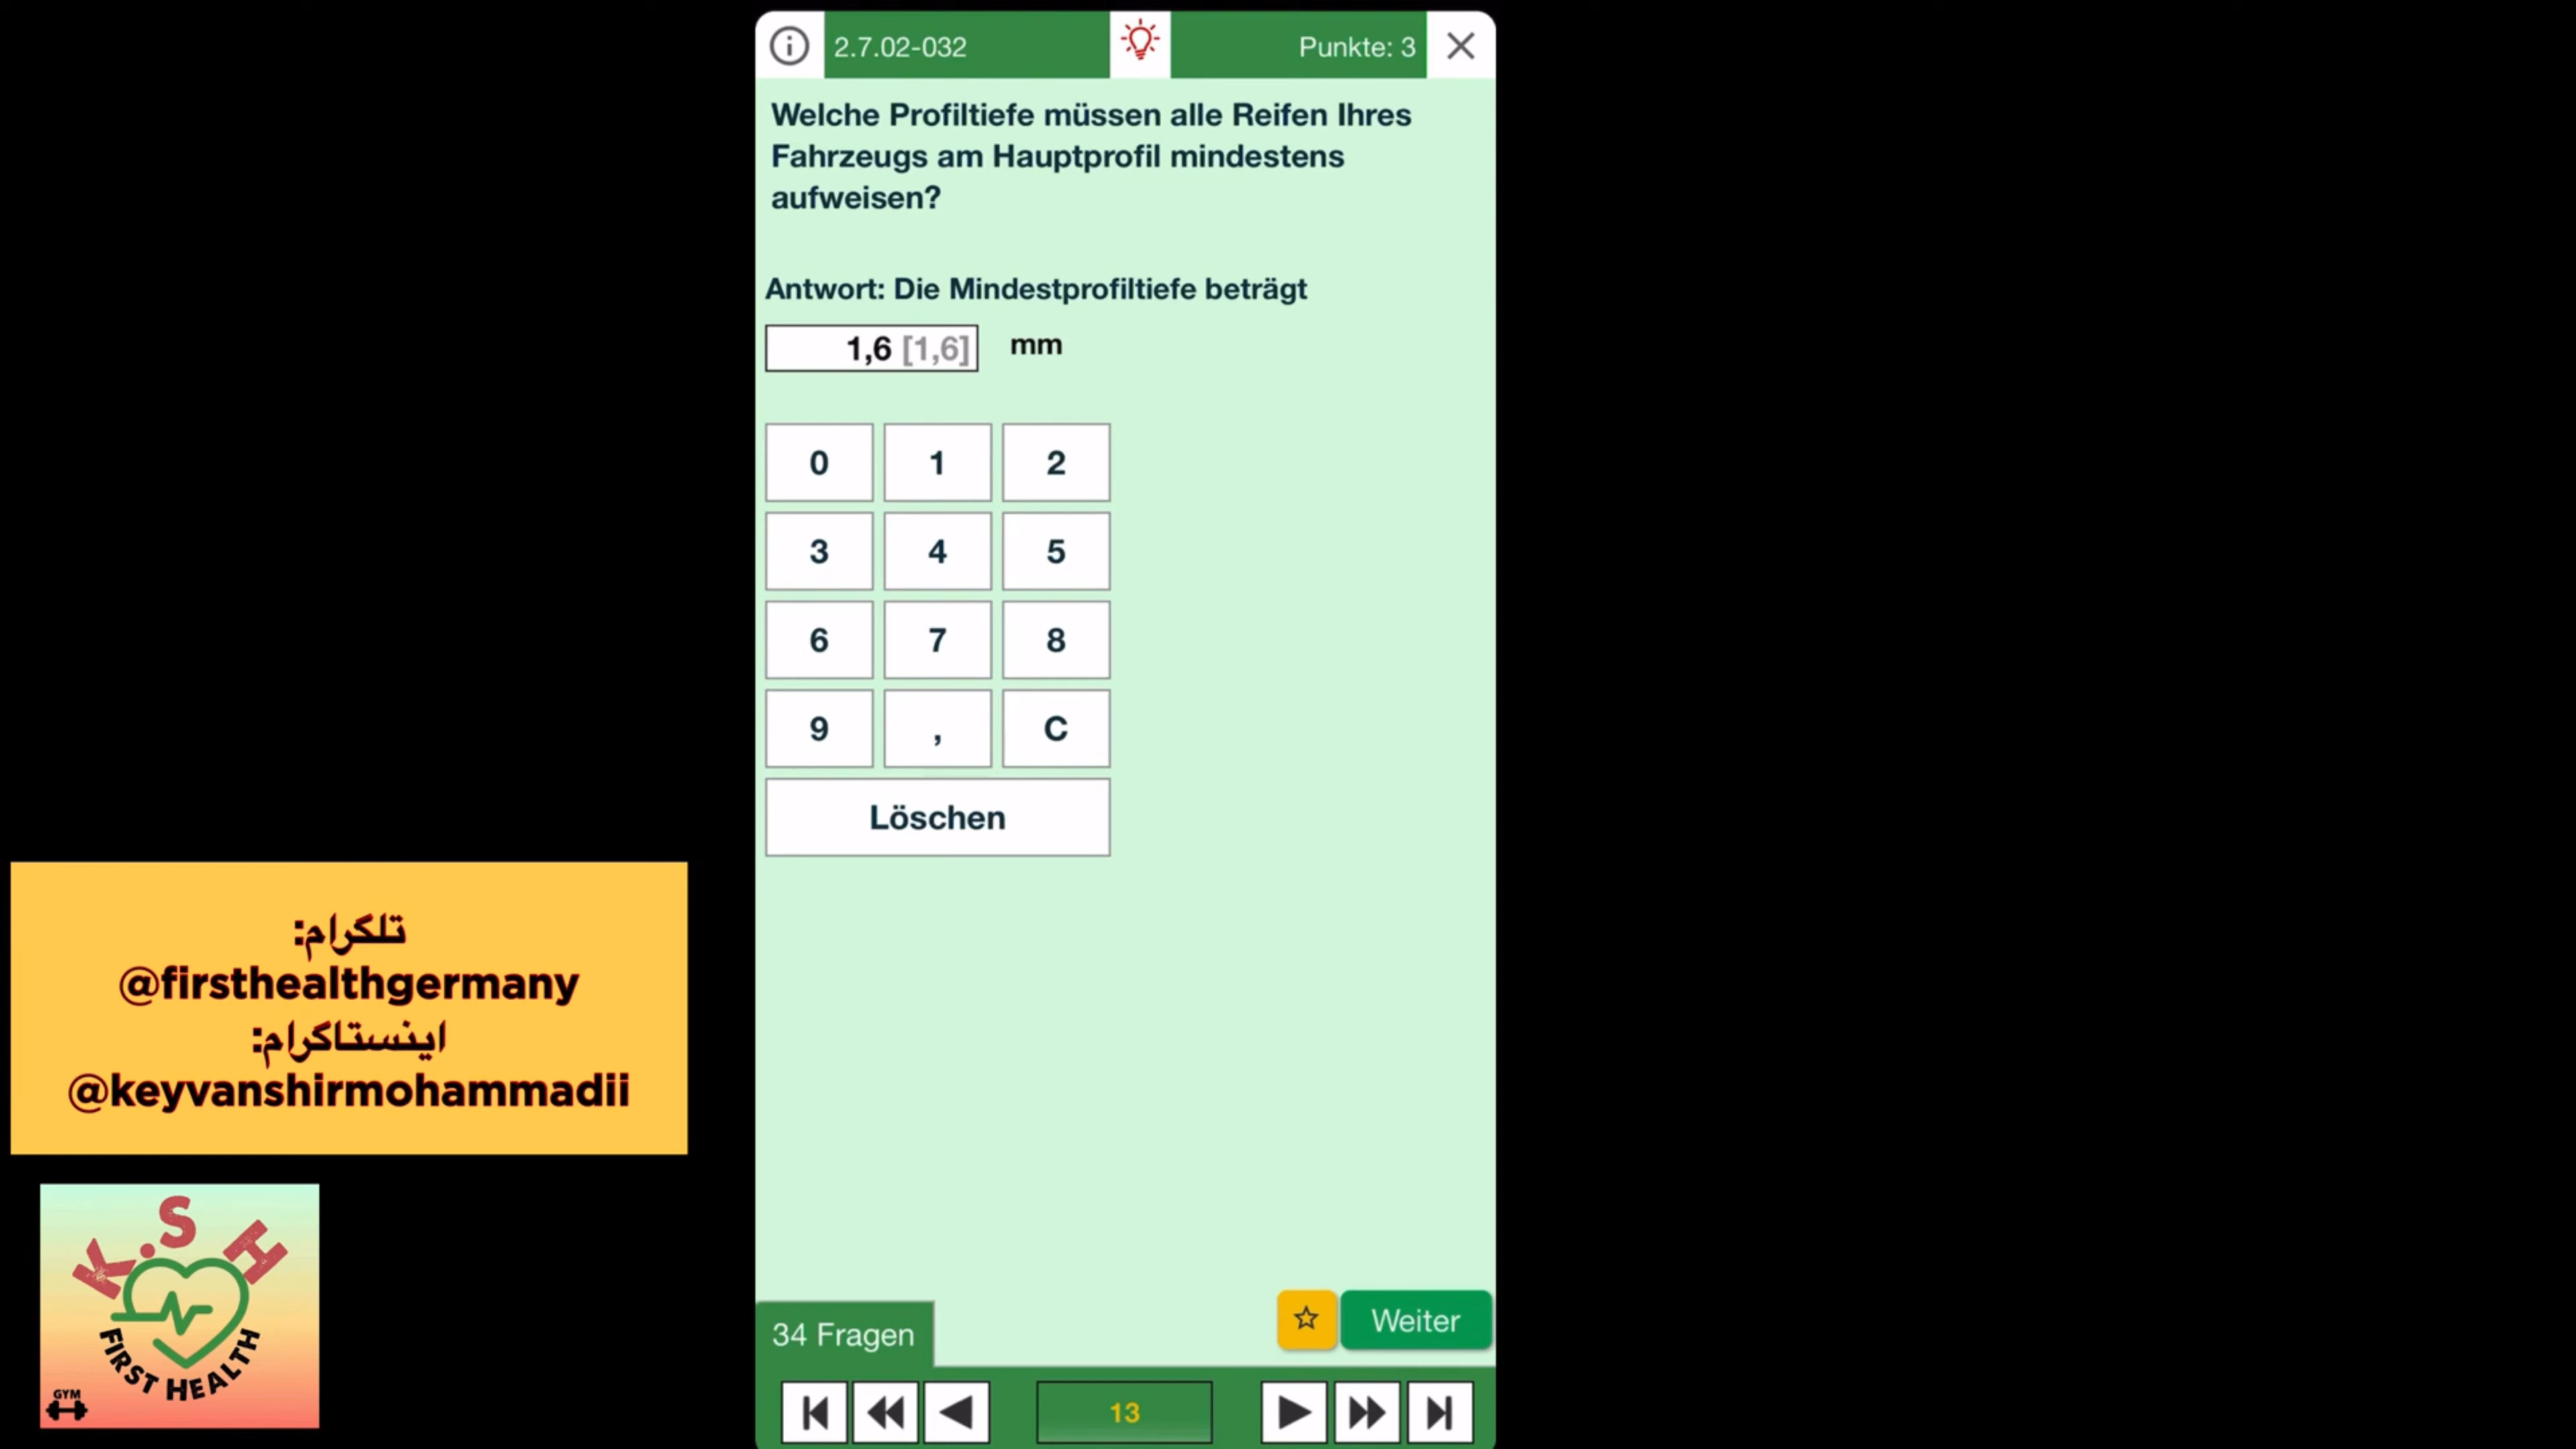 2.7.02-032
Punkte: 3
Welche Profiltiefe müssen alle Reifen Ihres
Fahrzeugs am Hauptprofil mindestens
aufweisen?
Antwort: Die Mindestprofiltiefe beträgt
1,6 [1,6] mm
0 1 2
3 4 5
6 7 8
9 , C
Löschen
34 Fragen
Weiter
13
تلگرام:
@firsthealthgermany
اینستاگرام:
@keyvanshirmohammadii
K.S.H
FIRST HEALTH
GYM